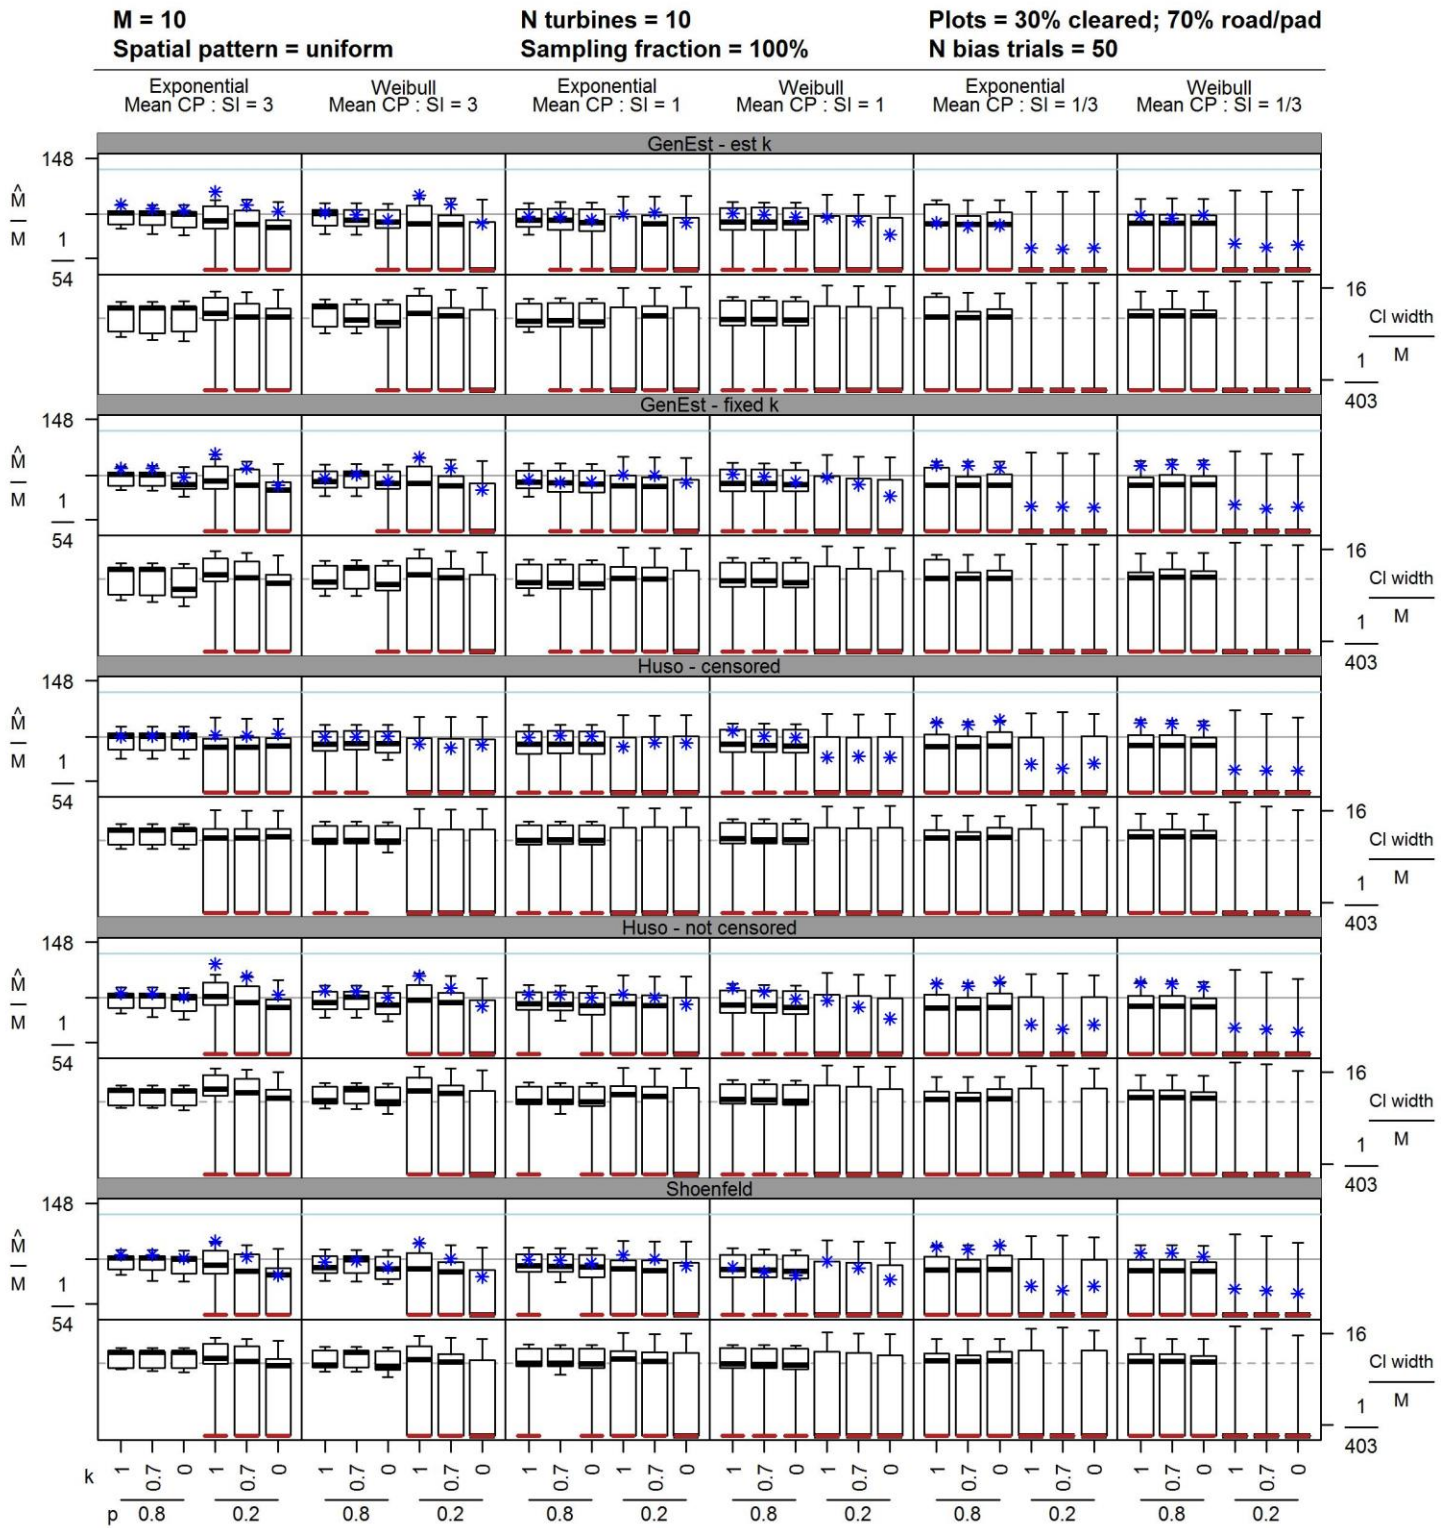 M = 10 N turbines = 10 Plots = 30% cleared; 70% road/pad
Spatial pattern = uniform Sampling fraction = 100% N bias trials = 50
Exponential Weibull Exponential Weibull Exponential Weibull
Mean CP : SI = 3 Mean CP : SI = 3 Mean CP : SI = 1 Mean CP : SI = 1 Mean CP : SI = 1/3 Mean CP : SI = 1/3
GenEst - est k
148
M̂
M
1
54
16
CI width
M
1
403
GenEst - fixed k
148
M̂
M
1
54
16
CI width
M
1
403
Huso - censored
148
M̂
M
1
54
16
CI width
M
1
403
Huso - not censored
148
M̂
M
1
54
16
CI width
M
1
403
Shoenfeld
148
M̂
M
1
54
16
CI width
M
1
403
k 1 0.7 0 1 0.7 0 1 0.7 0 1 0.7 0 1 0.7 0 1 0.7 0 1 0.7 0 1 0.7 0 1 0.7 0 1 0.7 0 1 0.7 0 1 0.7 0
p 0.8 0.2 0.8 0.2 0.8 0.2 0.8 0.2 0.8 0.2 0.8 0.2